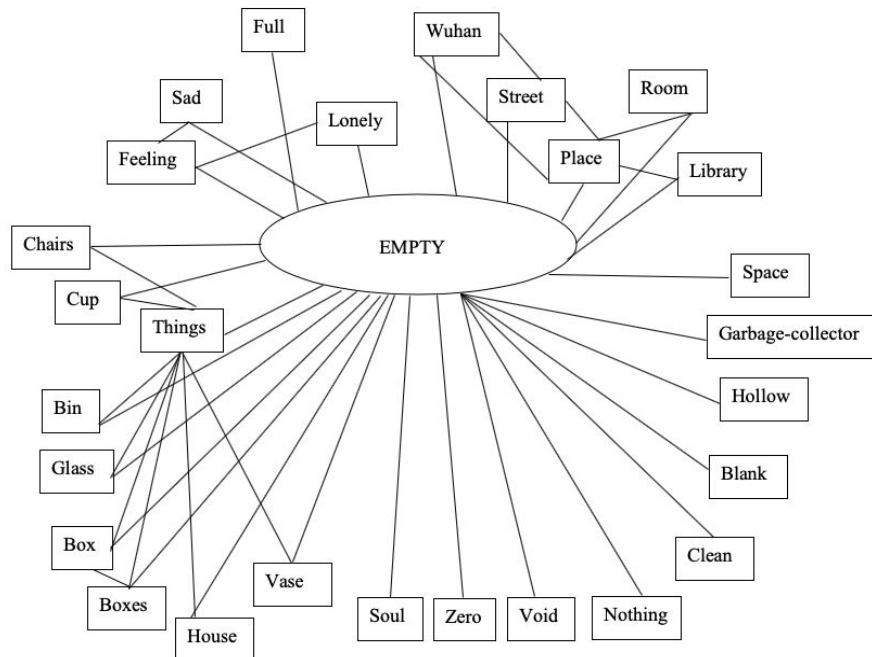 Full
Wuhan
Sad
Street
Room
Lonely
Feeling
Place
Library
Chairs
EMPTY
Space
Cup
Things
Garbage-collector
Bin
Hollow
Glass
Blank
Box
Clean
Vase
Boxes
Soul
Zero
Void
Nothing
House